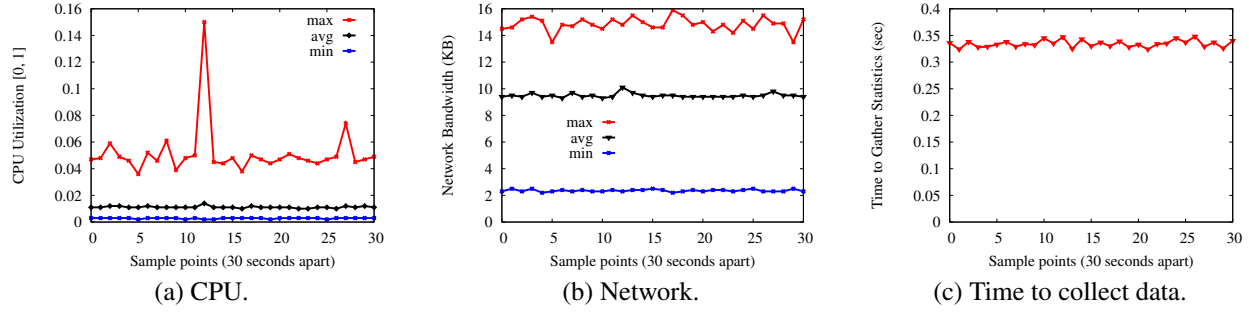 CPU Utilization [0, 1]
0.16
0.14
0.12
0.1
0.08
0.06
0.04
0.02
0
max
avg
min
0 5 10 15 20 25 30
Sample points (30 seconds apart)
(a) CPU.
Network Bandwidth (KB)
16
14
12
10
8
6
4
2
0
max
avg
min
0 5 10 15 20 25 30
Sample points (30 seconds apart)
(b) Network.
Time to Gather Statistics (sec)
0.4
0.35
0.3
0.25
0.2
0.15
0.1
0.05
0
0 5 10 15 20 25 30
Sample points (30 seconds apart)
(c) Time to collect data.